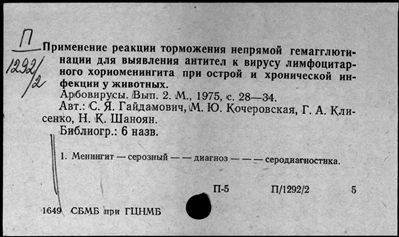 П
1292/2
Применение реакции торможения непрямой гемагглюти-
нации для выявления антител к вирусу лимфоцитар-
ного хориоменингита при острой и хронической ин-
фекции у животных.
Арбовирусы. Вып. 2. М., 1975, с. 28—34.
Авт.: С. Я. Гайдамович, М. Ю. Кочеровская, Г. А. Кли-
сенко, Н. К. Шаноян.
Библиогр.: 6 назв.
1. Менингит — серозный — — диагноз — — — серодиагностика.
П-5 П/1292/2 5
1649 СБМБ при ГЦНМБ